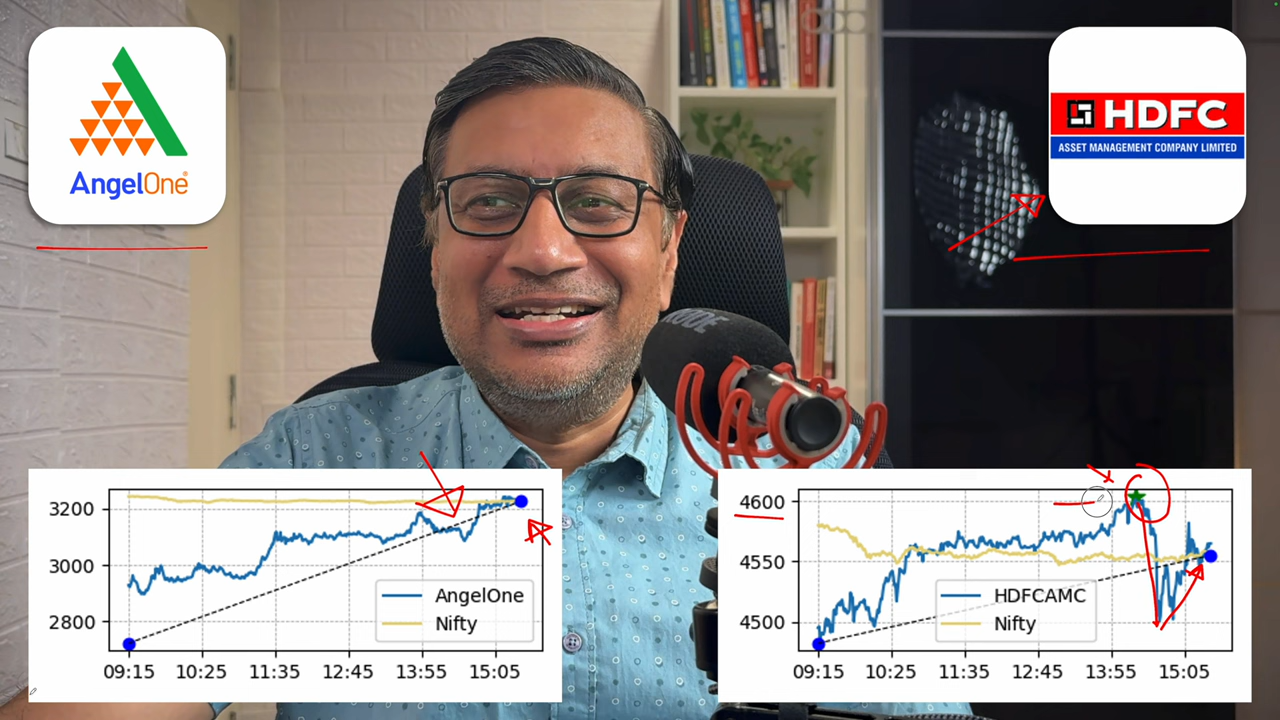 AngelOne
HDFC
ASSET MANAGEMENT COMPANY LIMITED
RODE
3200
3000
2800
AngelOne
Nifty
09:15 10:25 11:35 12:45 13:55 15:05
4600
4550
4500
HDFCAMC
Nifty
09:15 10:25 11:35 12:45 13:55 15:05